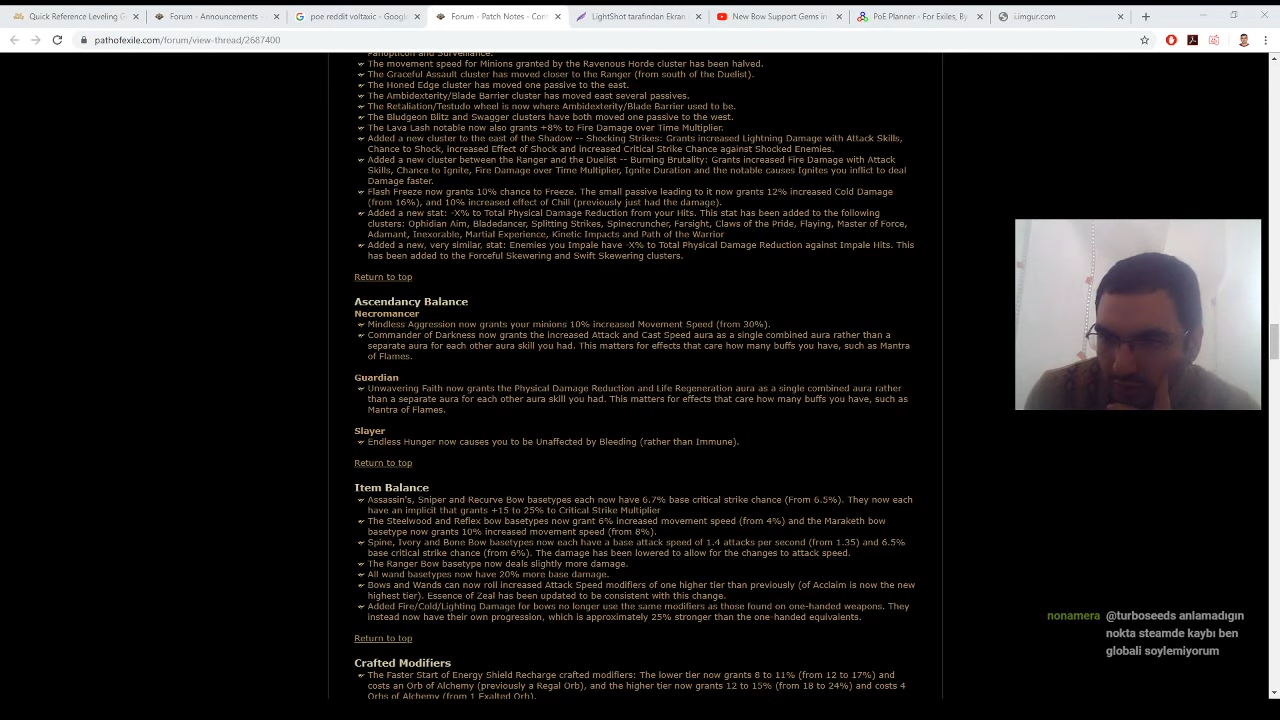 Quick Reference Leveling G
Forum - Announcements -
poe reddit voltaxic - Googl
Forum - Patch Notes - Con
LightShot tarafından Ekran
New Bow Support Gems in
PoE Planner - For Exiles, By
i.imgur.com
pathofexile.com/forum/view-thread/2687400
Panopticon and Surveillance.
The movement speed for Minions granted by the Ravenous Horde cluster has been halved.
The Graceful Assault cluster has moved closer to the Ranger (from south of the Duelist).
The Honed Edge cluster has moved one passive to the east.
The Ambidexterity/Blade Barrier cluster has moved east several passives.
The Retaliation/Testudo wheel is now where Ambidexterity/Blade Barrier used to be.
The Bludgeon Blitz and Swagger clusters have both moved one passive to the west.
The Lava Lash notable now also grants +8% to Fire Damage over Time Multiplier.
Added a new cluster to the east of the Shadow -- Shocking Strikes: Grants increased Lightning Damage with Attack Skills,
Chance to Shock, increased Effect of Shock and increased Critical Strike Chance against Shocked Enemies.
Added a new cluster between the Ranger and the Duelist -- Burning Brutality: Grants increased Fire Damage with Attack
Skills, Chance to Ignite, Fire Damage over Time Multiplier, Ignite Duration and the notable causes Ignites you inflict to deal
Damage faster.
Flash Freeze now grants 10% chance to Freeze. The small passive leading to it now grants 12% increased Cold Damage
(from 16%), and 10% increased effect of Chill (previously just had the damage).
Added a new stat: -X% to Total Physical Damage Reduction from your Hits. This stat has been added to the following
clusters: Ophidian Aim, Bladedancer, Splitting Strikes, Spinecruncher, Farsight, Claws of the Pride, Flaying, Master of Force,
Adamant, Inexorable, Martial Experience, Kinetic Impacts and Path of the Warrior
Added a new, very similar, stat: Enemies you Impale have -X% to Total Physical Damage Reduction against Impale Hits. This
has been added to the Forceful Skewering and Swift Skewering clusters.
Return to top
Ascendancy Balance
Necromancer
Mindless Aggression now grants your minions 10% increased Movement Speed (from 30%).
Commander of Darkness now grants the increased Attack and Cast Speed aura as a single combined aura rather than a
separate aura for each other aura skill you had. This matters for effects that care how many buffs you have, such as Mantra
of Flames.
Guardian
Unwavering Faith now grants the Physical Damage Reduction and Life Regeneration aura as a single combined aura rather
than a separate aura for each other aura skill you had. This matters for effects that care how many buffs you have, such as
Mantra of Flames.
Slayer
Endless Hunger now causes you to be Unaffected by Bleeding (rather than Immune).
Return to top
Item Balance
Assassin's, Sniper and Recurve Bow basetypes each now have 6.7% base critical strike chance (From 6.5%). They now each
have an implicit that grants +15 to 25% to Critical Strike Multiplier
The Steelwood and Reflex bow basetypes now grant 6% increased movement speed (from 4%) and the Maraketh bow
basetype now grants 10% increased movement speed (from 8%).
Spine, Ivory and Bone Bow basetypes now each have a base attack speed of 1.4 attacks per second (from 1.35) and 6.5%
base critical strike chance (from 6%). The damage has been lowered to allow for the changes to attack speed.
The Ranger Bow basetype now deals slightly more damage.
All wand basetypes now have 20% more base damage.
Bows and Wands can now roll increased Attack Speed modifiers of one higher tier than previously (of Acclaim is now the new
highest tier). Essence of Zeal has been updated to be consistent with this change.
Added Fire/Cold/Lighting Damage for bows no longer use the same modifiers as those found on one-handed weapons. They
instead now have their own progression, which is approximately 25% stronger than the one-handed equivalents.
Return to top
Crafted Modifiers
The Faster Start of Energy Shield Recharge crafted modifiers: The lower tier now grants 8 to 11% (from 12 to 17%) and
costs an Orb of Alchemy (previously a Regal Orb), and the higher tier now grants 12 to 15% (from 18 to 24%) and costs 4
Orbs of Alchemy (from 1 Exalted Orb).
nonamera @turboseeds anlamadıgın
nokta steamde kaybı ben
globali soylemiyorum